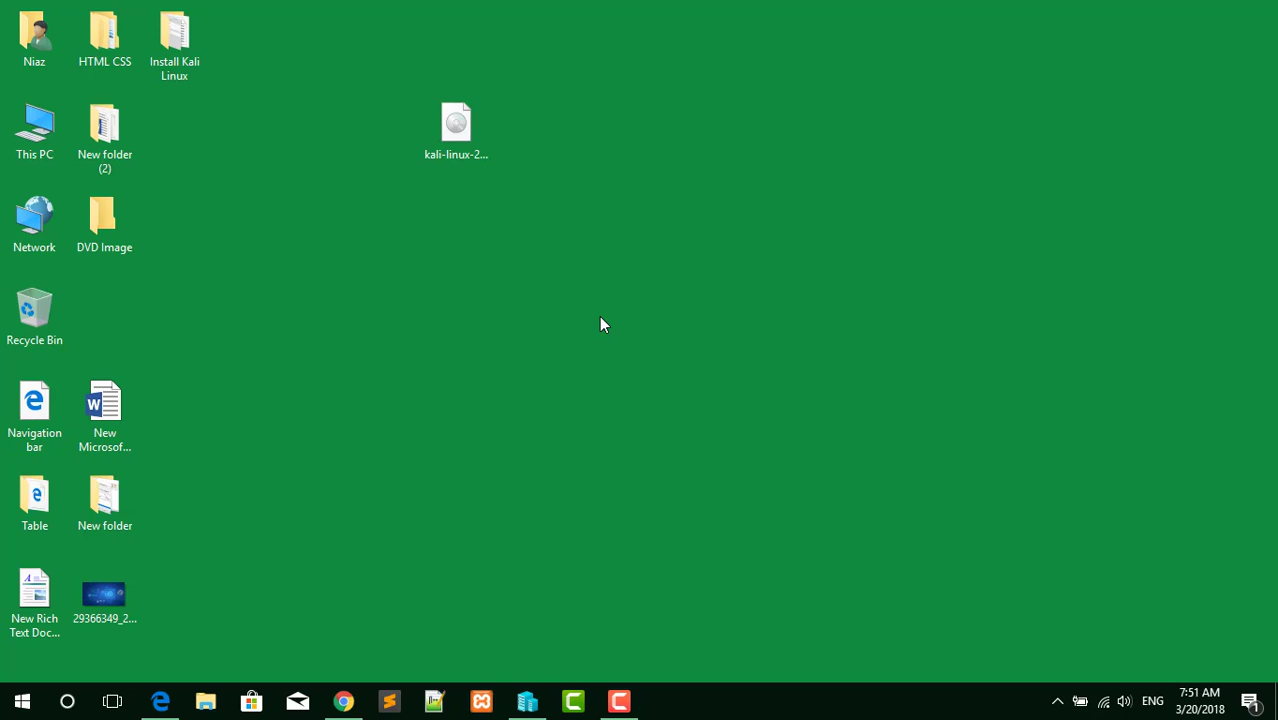 Niaz
HTML CSS
Install Kali
Linux
This PC
New folder
(2)
kali-linux-2...
Network
DVD Image
Recycle Bin
Navigation
bar
New
Microsof...
Table
New folder
New Rich
Text Doc...
29366349_2...
ENG
7:51 AM
3/20/2018
1